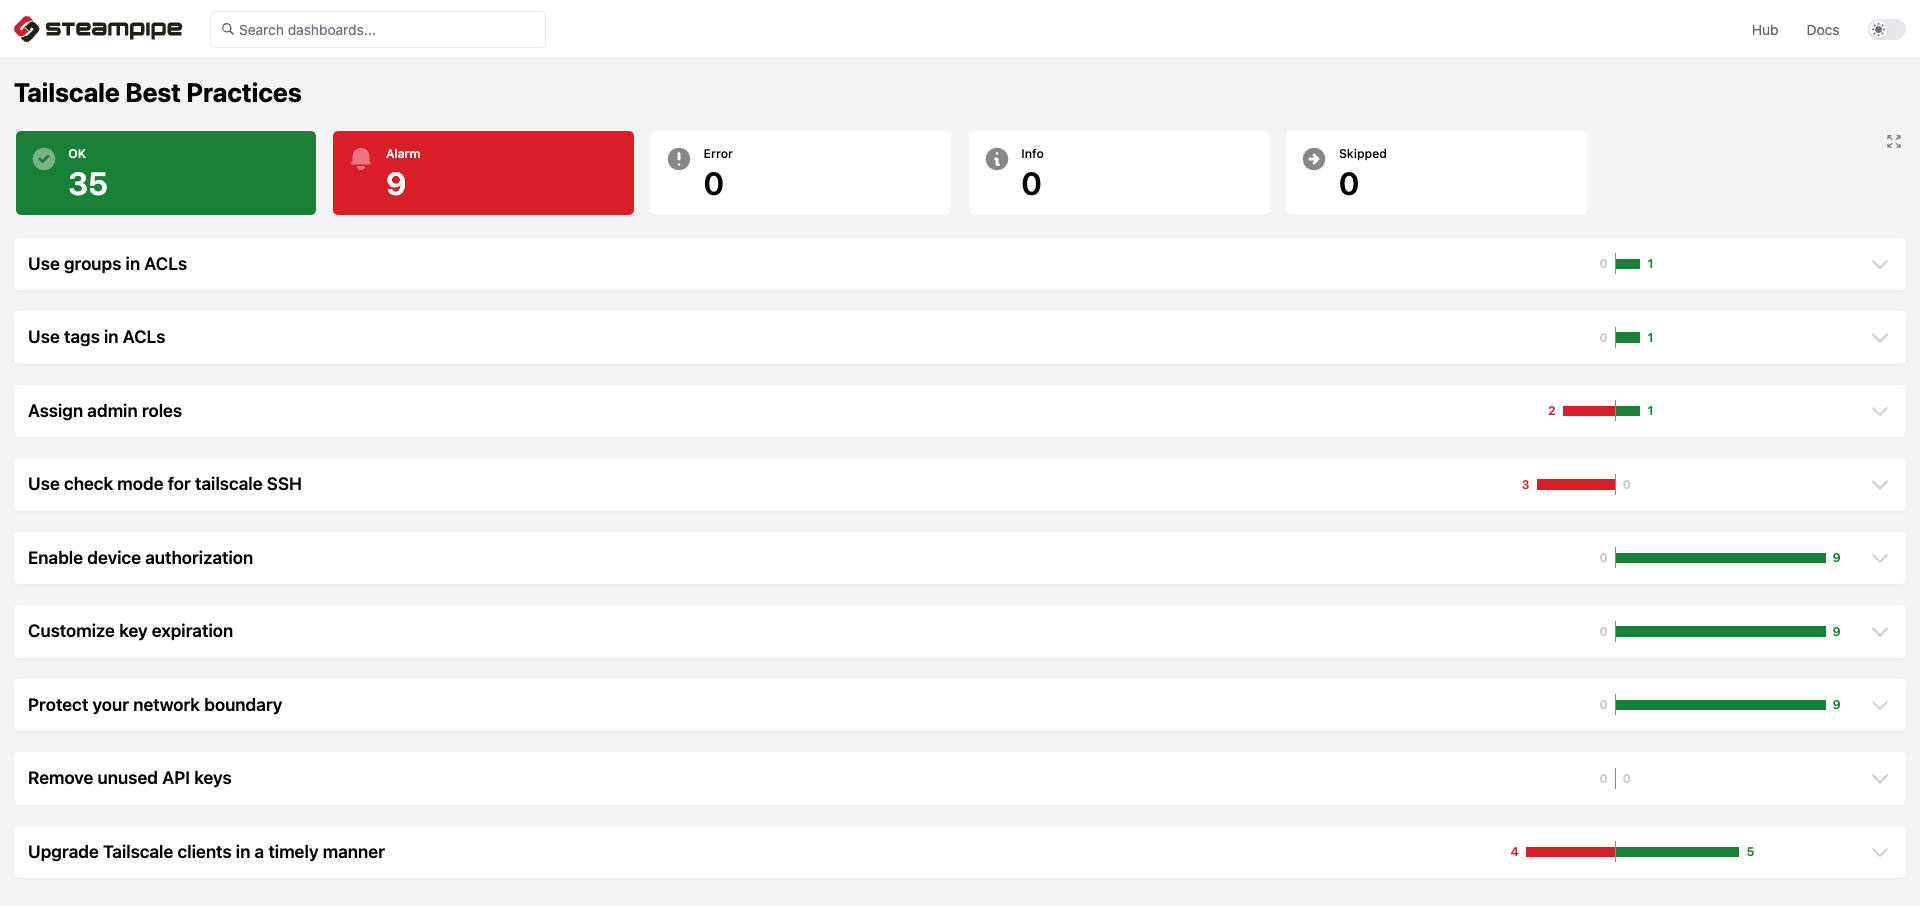 steampipe
Search dashboards...
Hub
Docs
Tailscale Best Practices
OK
35
Alarm
9
Error
0
Info
0
Skipped
0
Use groups in ACLs
0 1
Use tags in ACLs
0 1
Assign admin roles
2 1
Use check mode for tailscale SSH
3 0
Enable device authorization
0 9
Customize key expiration
0 9
Protect your network boundary
0 9
Remove unused API keys
0 0
Upgrade Tailscale clients in a timely manner
4 5